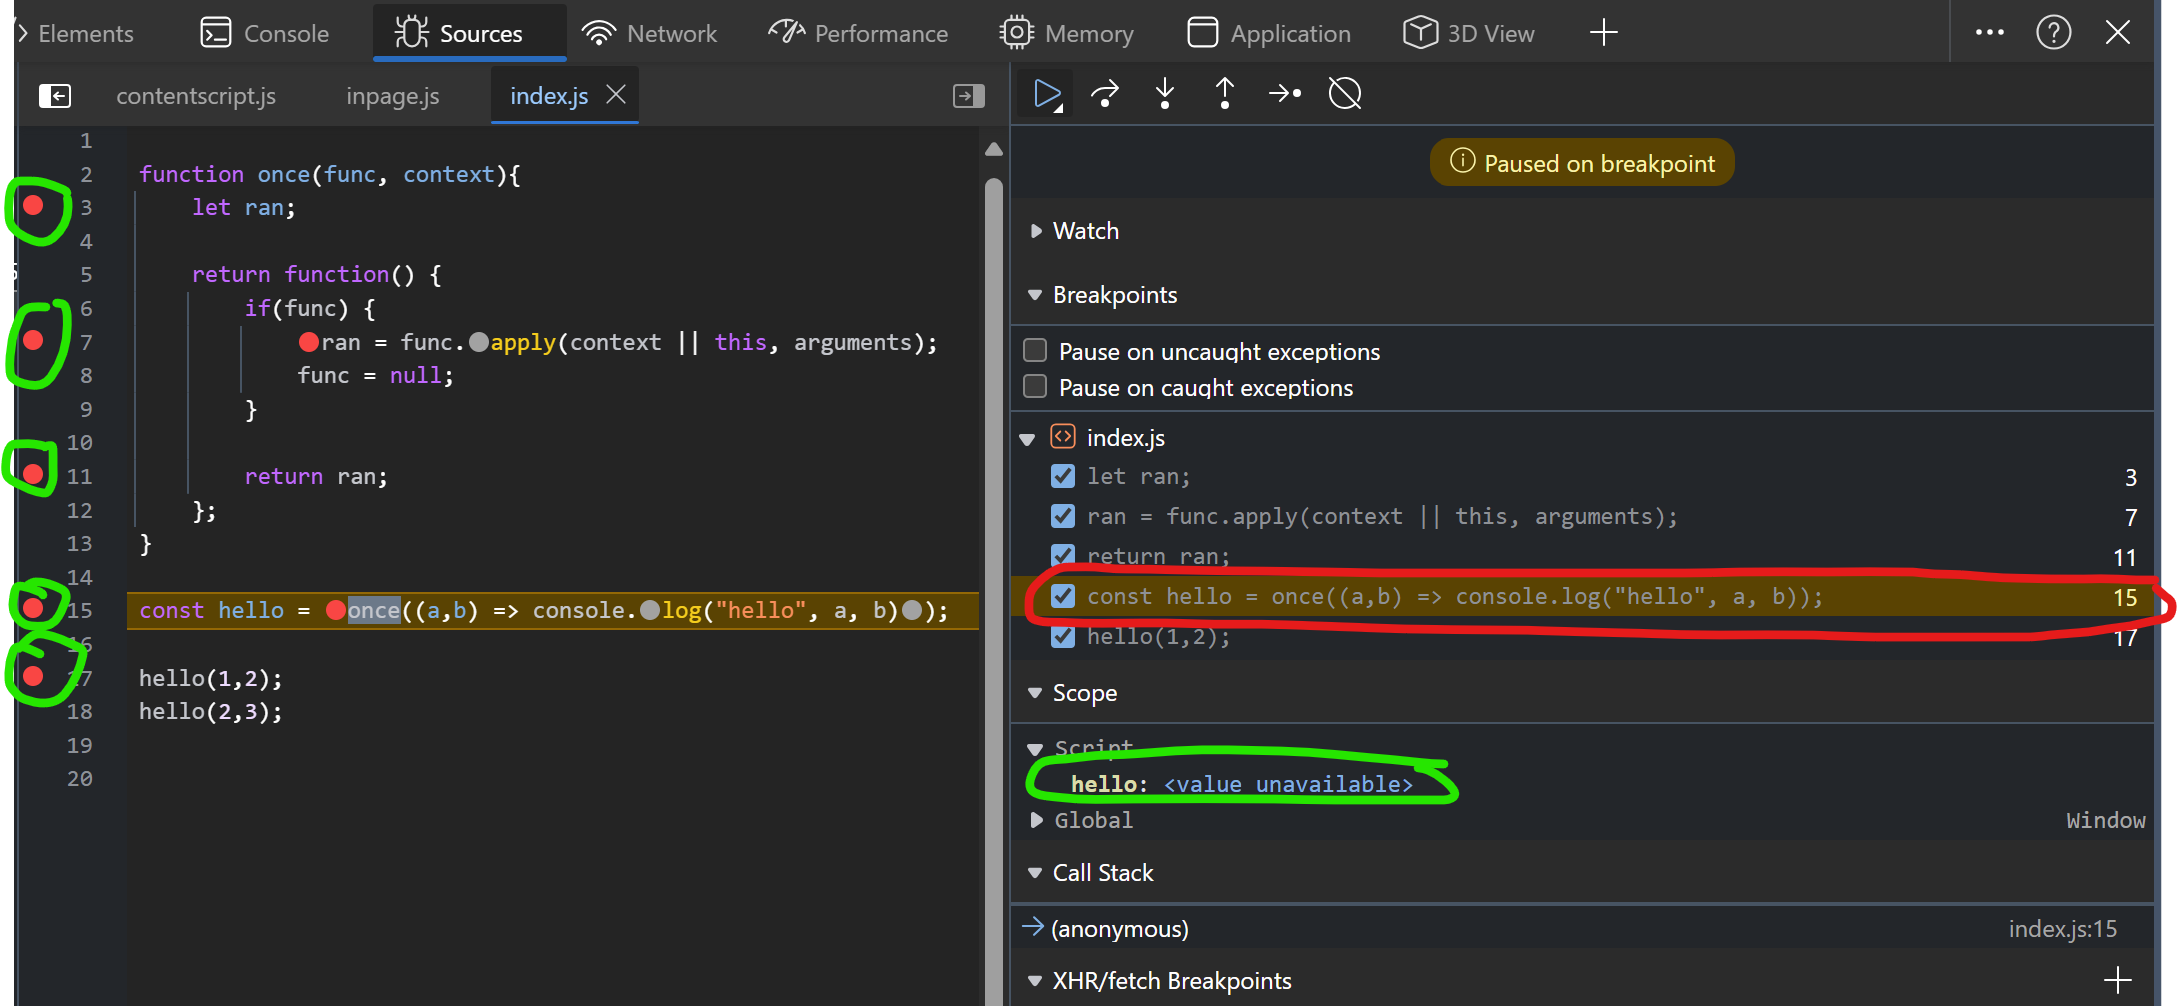 Elements Console Sources Network Performance Memory Application 3D View
contentscript.js inpage.js index.js
1
2 function once(func, context){
3 let ran;
4
5 return function() {
6 if(func) {
7 ran = func.apply(context || this, arguments);
8 func = null;
9 }
10
11 return ran;
12 };
13 }
14
15 const hello = once((a,b) => console.log("hello", a, b));
16
17 hello(1,2);
18 hello(2,3);
19
20
Paused on breakpoint
Watch
Breakpoints
Pause on uncaught exceptions
Pause on caught exceptions
index.js
let ran; 3
ran = func.apply(context || this, arguments); 7
return ran; 11
const hello = once((a,b) => console.log("hello", a, b)); 15
hello(1,2); 17
Scope
Script
hello: <value unavailable>
Global Window
Call Stack
(anonymous) index.js:15
XHR/fetch Breakpoints